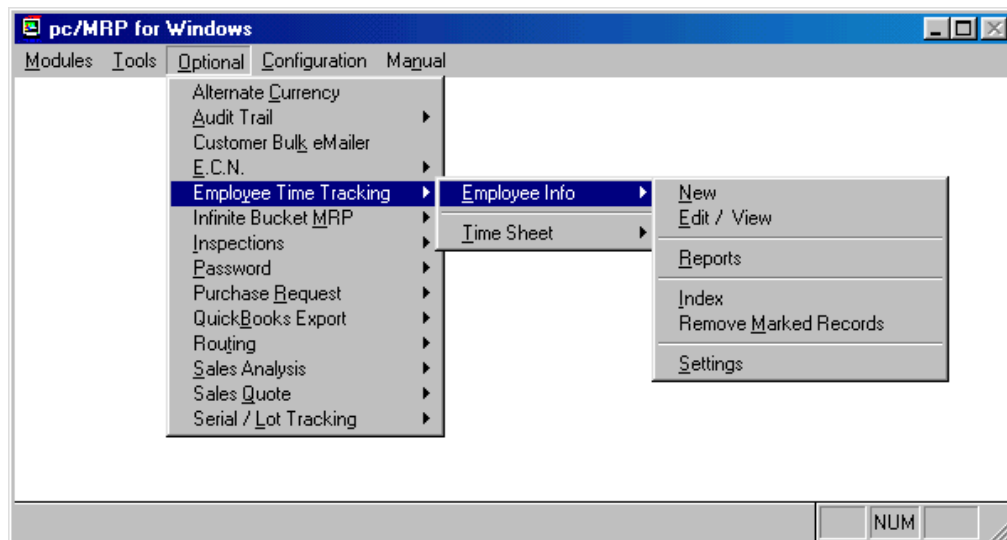 pc/MRP for Windows
Modules Tools Optional Configuration Manual
Alternate Currency
Audit Trail
Customer Bulk eMailer
E.C.N.
Employee Time Tracking
Infinite Bucket MRP
Inspections
Password
Purchase Request
QuickBooks Export
Routing
Sales Analysis
Sales Quote
Serial / Lot Tracking
Employee Info
Time Sheet
New
Edit / View
Reports
Index
Remove Marked Records
Settings
NUM